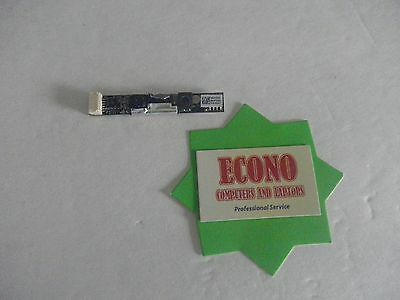 ECONO
COMPUTERS AND LAPTOPS
Professional Service